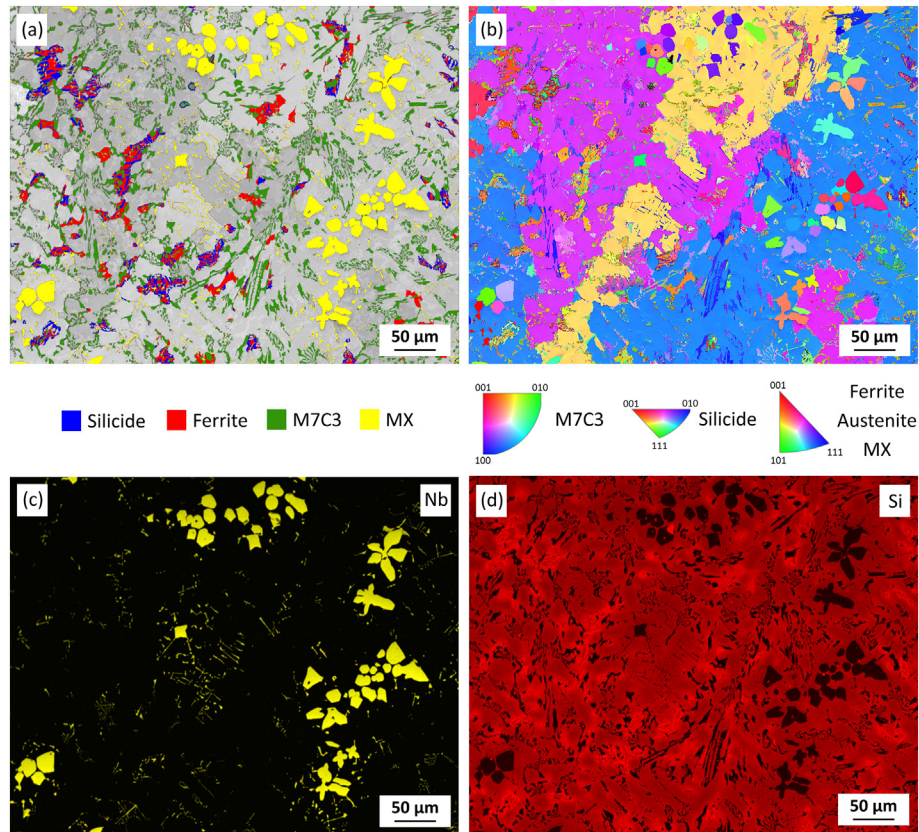 (a)
(b)
50 μm
50 μm
Silicide Ferrite M7C3 MX
001 010
100
M7C3
001 010
111
Silicide
001
101 111
Ferrite
Austenite
MX
(c) Nb
(d) Si
50 μm
50 μm